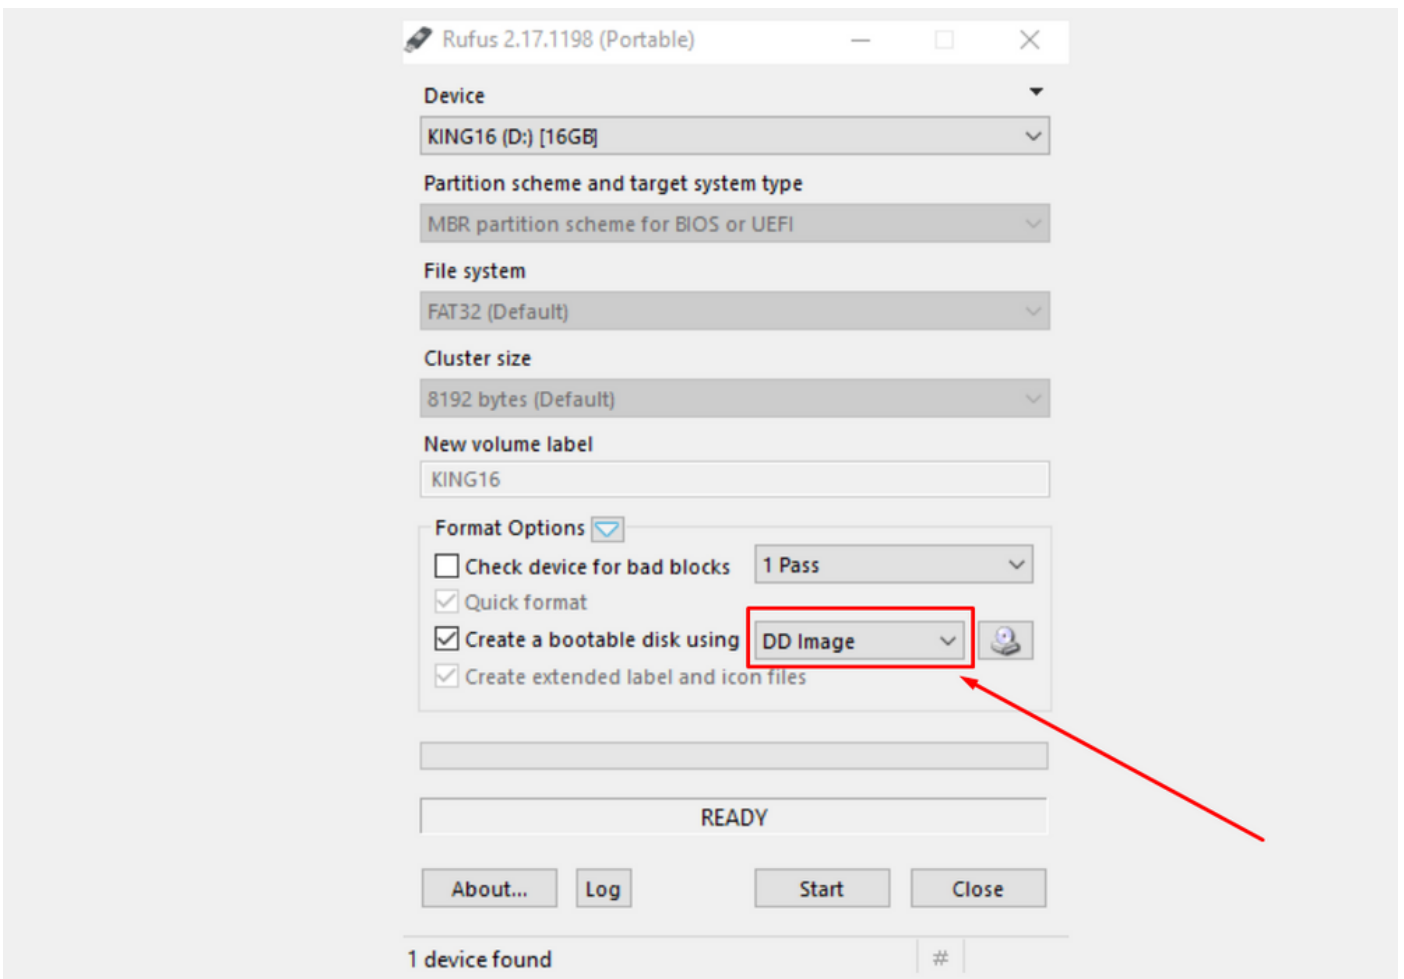 Rufus 2.17.1198 (Portable)
Device
KING16 (D:) [16GB]
Partition scheme and target system type
MBR partition scheme for BIOS or UEFI
File system
FAT32 (Default)
Cluster size
8192 bytes (Default)
New volume label
KING16
Format Options
Check device for bad blocks 1 Pass
Quick format
Create a bootable disk using DD Image
Create extended label and icon files
READY
About... Log Start Close
1 device found #